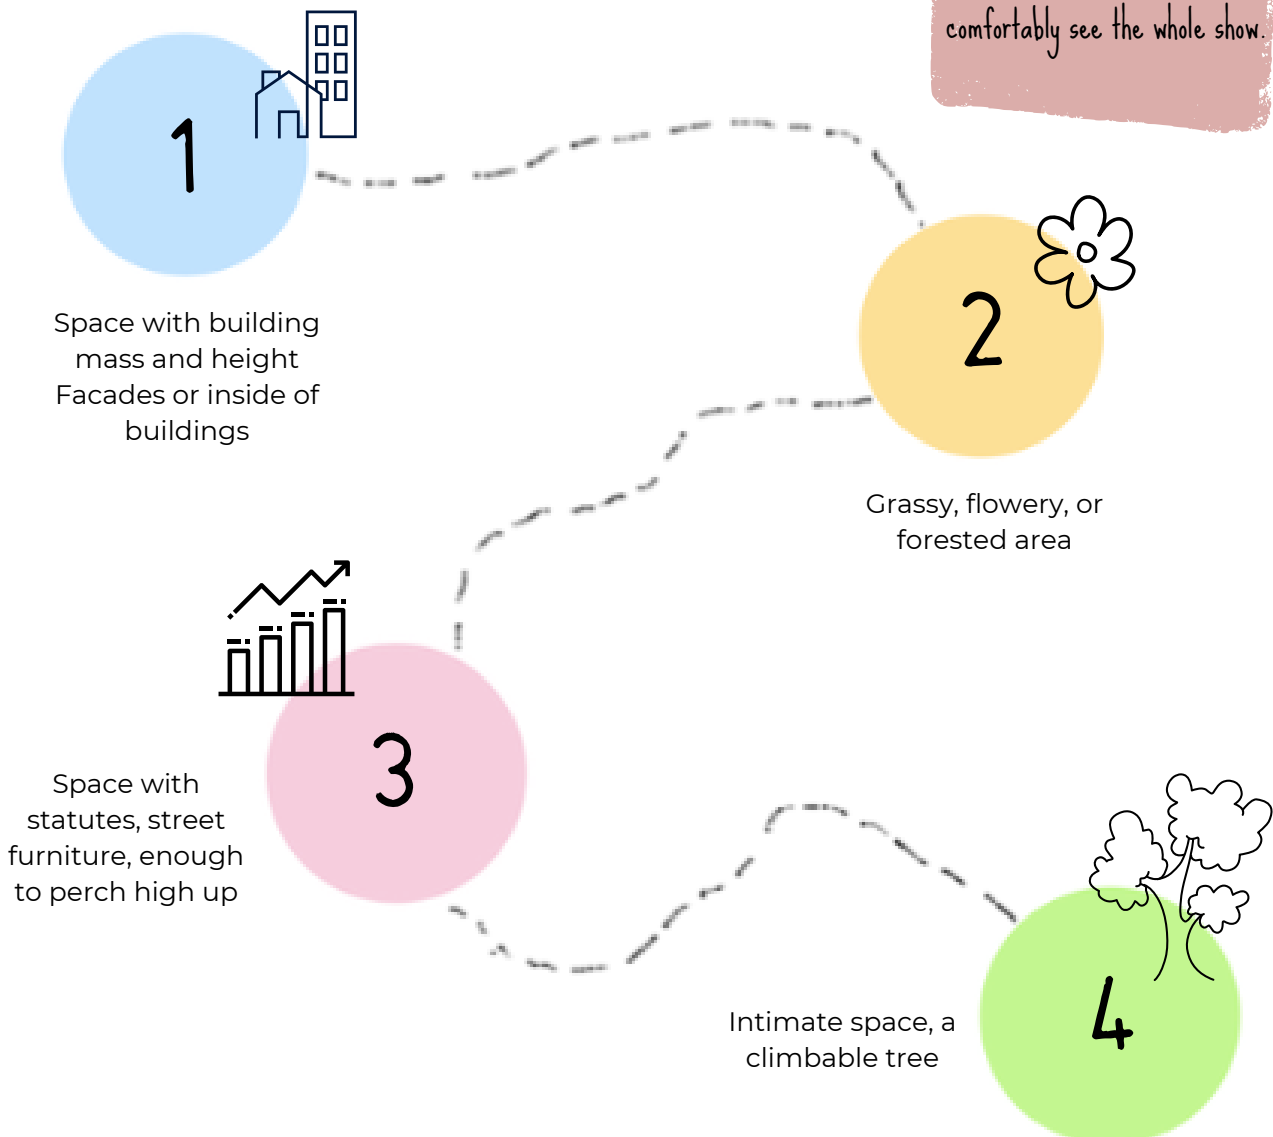 comfortably see the whole show.
1
Space with building
mass and height
Facades or inside of
buildings
2
Grassy, flowery, or
forested area
3
Space with
statutes, street
furniture, enough
to perch high up
4
Intimate space, a
climbable tree